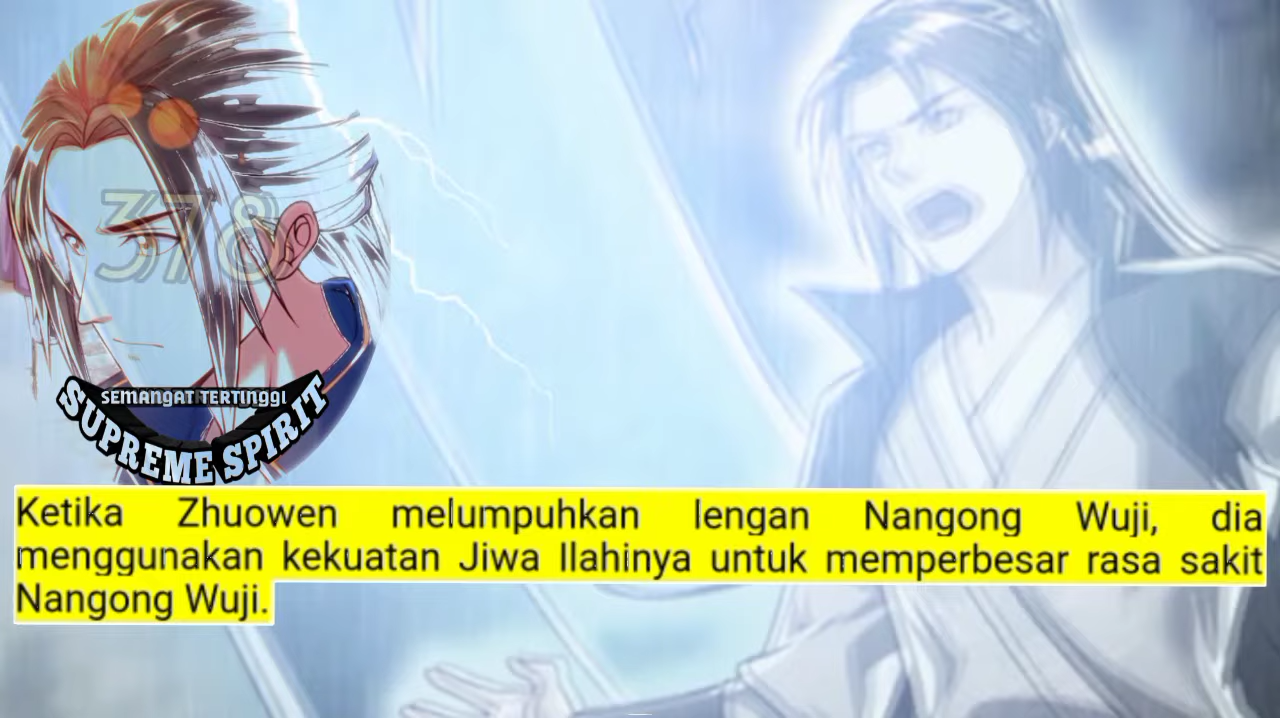 378
SEMANGAT TERTINGGI
SUPREME SPIRIT
Ketika Zhuowen melumpuhkan lengan Nangong Wuji, dia
menggunakan kekuatan Jiwa Ilahinya untuk memperbesar rasa sakit
Nangong Wuji.